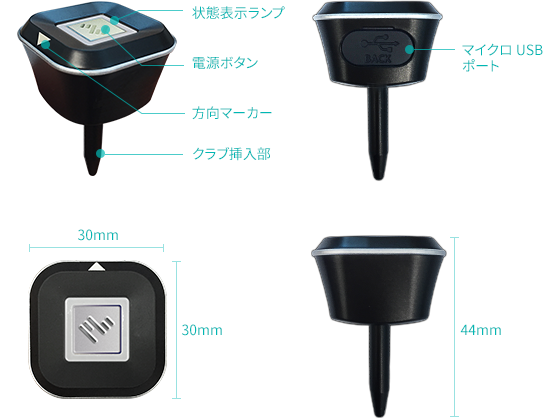 状態表示ランプ
電源ボタン
方向マーカー
クラブ挿入部
BACK
マイクロ USB
ポート
30mm
30mm
44mm